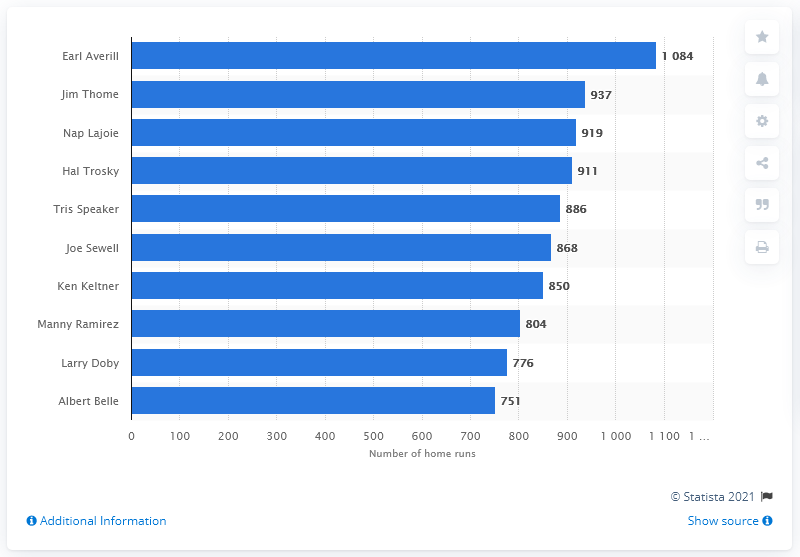 Earl Averill 1 084
Jim Thome 937
Nap Lajoie 919
Hal Trosky 911
Tris Speaker 886
Joe Sewell 868
Ken Keltner 850
Manny Ramirez 804
Larry Doby 776
Albert Belle 751
0 100 200 300 400 500 600 700 800 900 1 000 1 100 1 ...
Number of home runs
© Statista 2021
Additional Information Show source